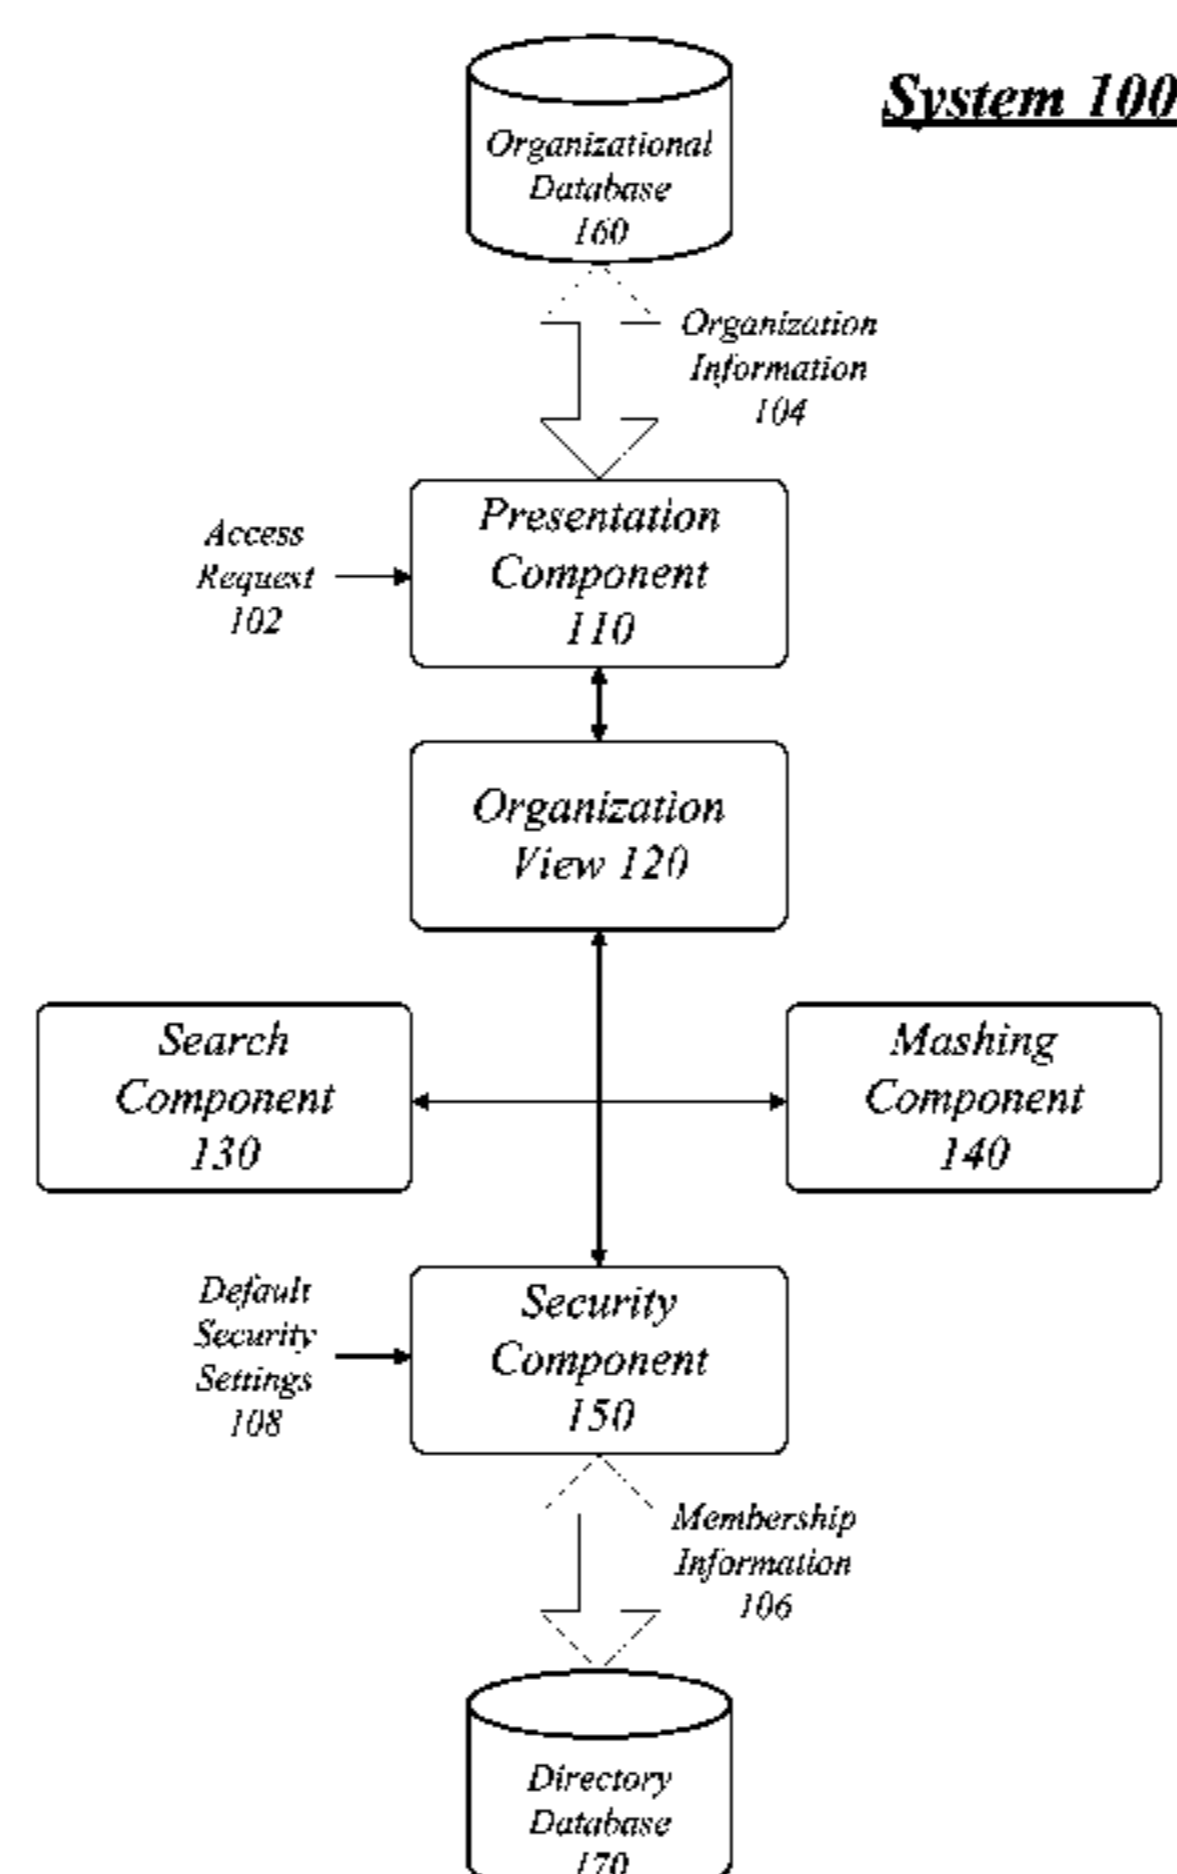 System 100
Organizational
Database
160
Organization
Information
104
Access
Request
102
Presentation
Component
110
Organization
View 120
Search
Component
130
Mashing
Component
140
Default
Security
Settings
108
Security
Component
150
Membership
Information
106
Directory
Database
170